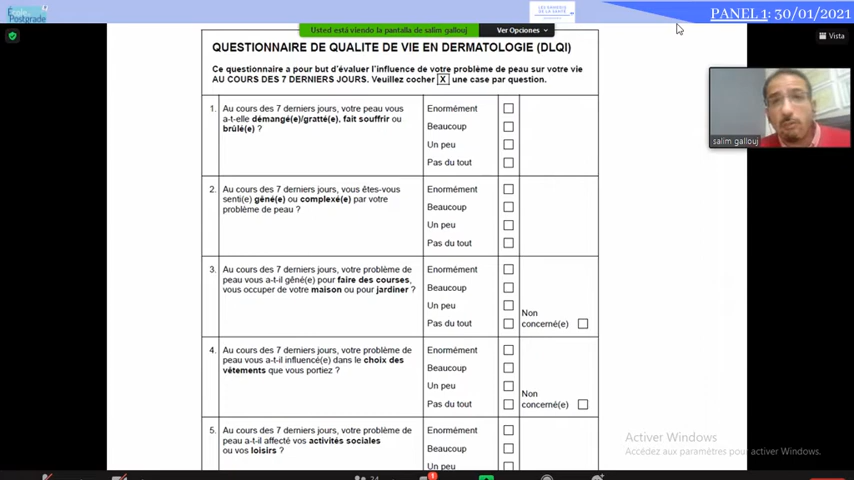 École
Postgrade
LES GARDIENS
DE LA SANTÉ
PANEL 1: 30/01/2021
Usted está viendo la pantalla de salim gallouj
Ver Opciones
Vista
salim gallouj
QUESTIONNAIRE DE QUALITE DE VIE EN DERMATOLOGIE (DLQI)
Ce questionnaire a pour but d'évaluer l'influence de votre problème de peau sur votre vie
AU COURS DES 7 DERNIERS JOURS. Veuillez cocher X une case par question.
1. Au cours des 7 derniers jours, votre peau vous
a-t-elle démangé(e)/gratté(e), fait souffrir ou
brûlé(e) ?
Enormément
Beaucoup
Un peu
Pas du tout
2. Au cours des 7 derniers jours, vous êtes-vous
senti(e) gêné(e) ou complexé(e) par votre
problème de peau ?
Enormément
Beaucoup
Un peu
Pas du tout
3. Au cours des 7 derniers jours, votre problème de
peau vous a-t-il gêné(e) pour faire des courses,
vous occuper de votre maison ou pour jardiner ?
Enormément
Beaucoup
Un peu
Pas du tout
Non
concerné(e)
4. Au cours des 7 derniers jours, votre problème de
peau vous a-t-il influencé(e) dans le choix des
vêtements que vous portiez ?
Enormément
Beaucoup
Un peu
Pas du tout
Non
concerné(e)
5. Au cours des 7 derniers jours, votre problème de
peau a-t-il affecté vos activités sociales
ou vos loisirs ?
Enormément
Beaucoup
Un peu
Activer Windows
Accédez aux paramètres pour activer Windows.
24
1